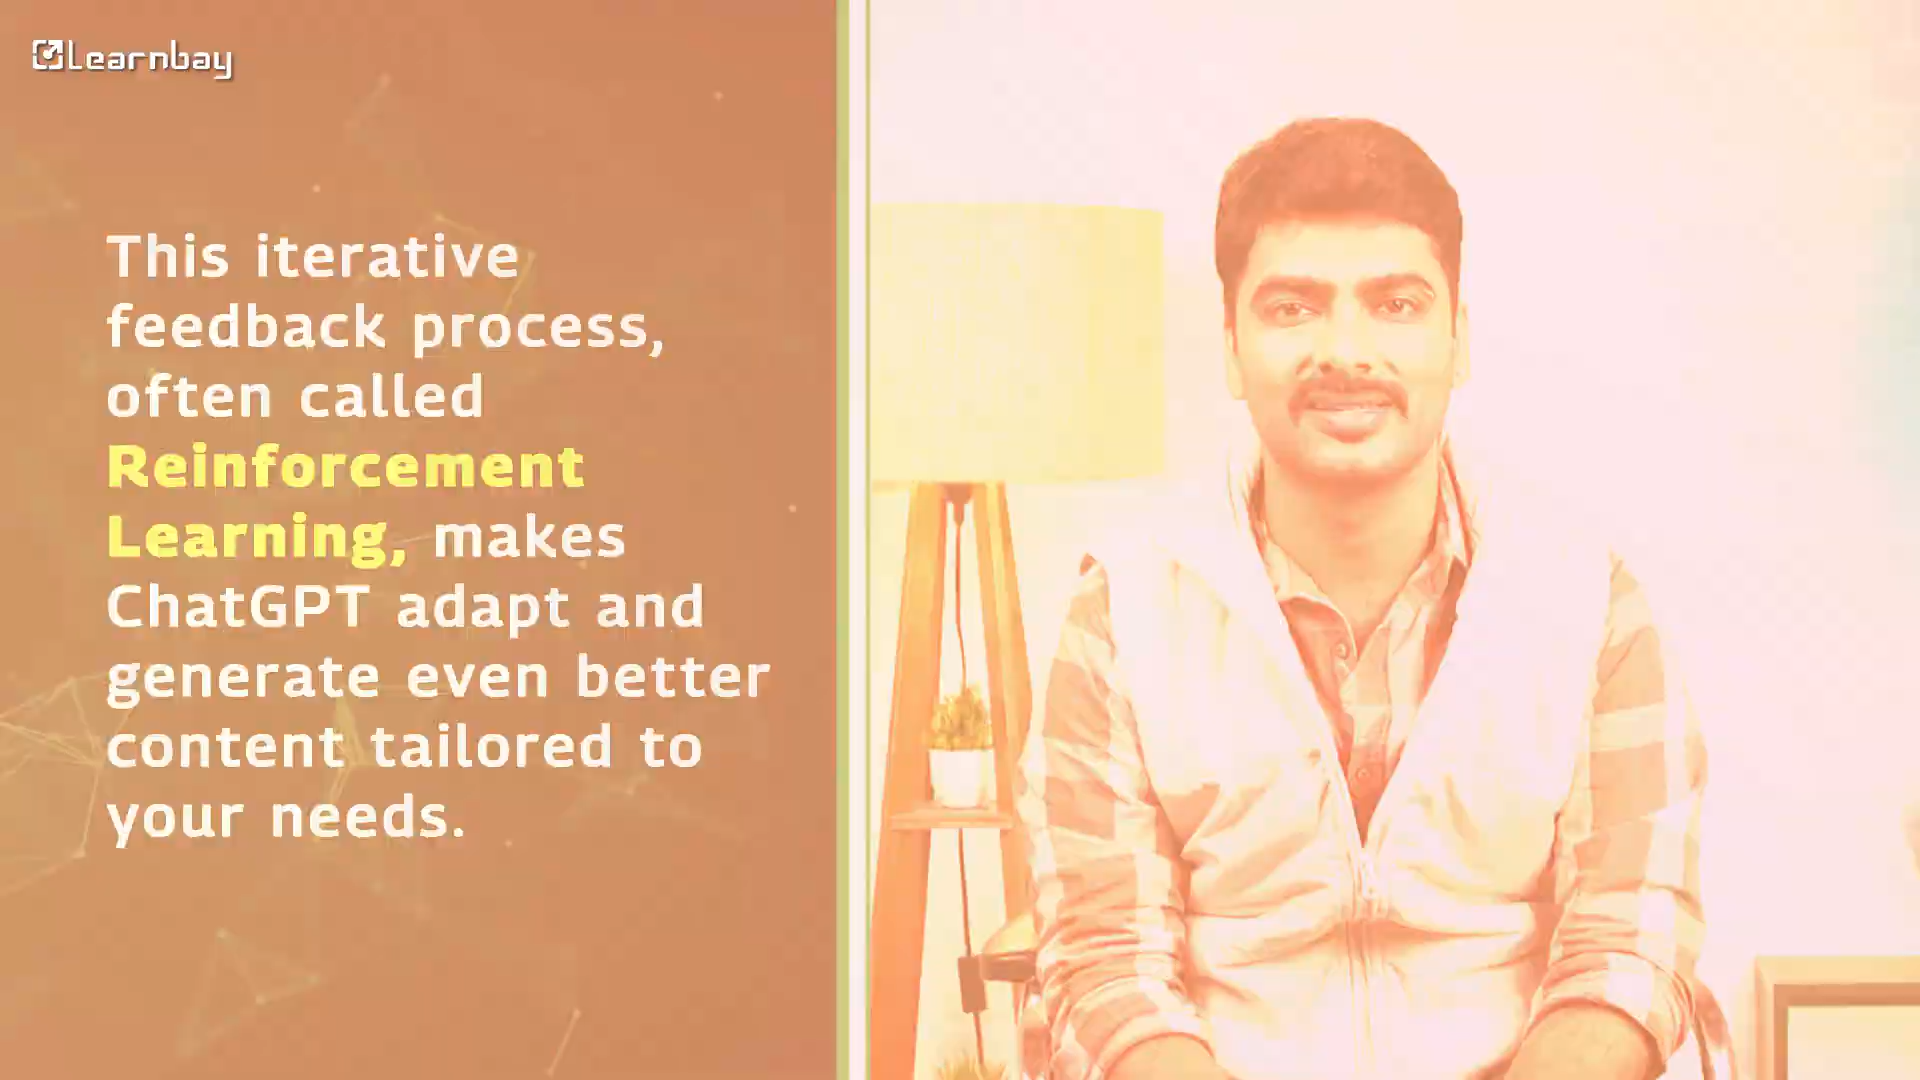 Learnbay
This iterative
feedback process,
often called
Reinforcement
Learning, makes
ChatGPT adapt and
generate even better
content tailored to
your needs.